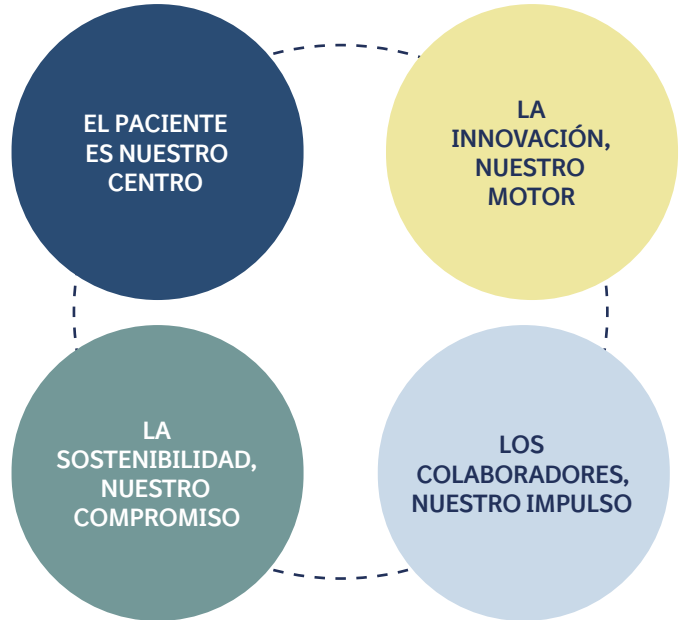 EL PACIENTE
ES NUESTRO
CENTRO
LA
INNOVACIÓN,
NUESTRO
MOTOR
LA
SOSTENIBILIDAD,
NUESTRO
COMPROMISO
LOS
COLABORADORES,
NUESTRO IMPULSO